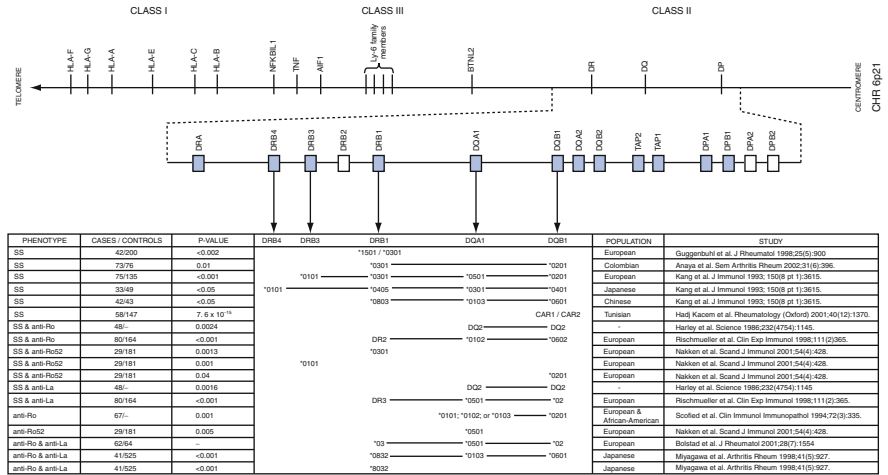 CLASS I CLASS III CLASS II
TELOMERE HLA-F HLA-G HLA-A HLA-E HLA-C HLA-B NFKBIL1 TNF AIF1 Ly-6 family members BTNL2 DR DQ DP CENTROMERE CHR 6p21
DRA DRB4 DRB3 DRB2 DRB1 DQA1 DQB1 DQA2 DQB2 TAP2 TAP1 DPA1 DPB1 DPA2 DPB2
PHENOTYPE CASES / CONTROLS P-VALUE DRB4 DRB3 DRB1 DQA1 DQB1 POPULATION STUDY
SS 42/200 <0.002 *1501 / *0301 European Guggenbuhl et al. J Rheumatol 1998;25(5):900
SS 73/76 0.01 *0301 *0201 Colombian Anaya et al. Sem Arthritis Rheum 2002;31(6):396.
SS 75/135 <0.001 *0101 *0301 *0501 *0201 European Kang et al. J Immunol 1993; 150(8 pt 1):3615.
SS 33/49 <0.05 *0101 *0405 *0301 *0401 Japanese Kang et al. J Immunol 1993; 150(8 pt 1):3615.
SS 42/43 <0.05 *0803 *0103 *0601 Chinese Kang et al. J Immunol 1993; 150(8 pt 1):3615.
SS 58/147 7. 6 x 10⁻¹⁵ CAR1 / CAR2 Tunisian Hadj Kacem et al. Rheumatology (Oxford) 2001;40(12):1370.
SS & anti-Ro 48/– 0.0024 DQ2 DQ2 - Harley et al. Science 1986;232(4754):1145.
SS & anti-Ro 80/164 <0.001 DR2 *0102 *0602 European Rischmueller et al. Clin Exp Immunol 1998;111(2)365.
SS & anti-Ro52 29/181 0.0013 *0301 European Nakken et al. Scand J Immunol 2001;54(4):428.
SS & anti-Ro52 29/181 0.001 *0101 European Nakken et al. Scand J Immunol 2001;54(4):428.
SS & anti-Ro52 29/181 0.04 *0201 European Nakken et al. Scand J Immunol 2001;54(4):428.
SS & anti-La 48/– 0.0016 DQ2 DQ2 - Harley et al. Science 1986;232(4754):1145
SS & anti-La 80/164 <0.001 DR3 *0501 *02 European Rischmueller et al. Clin Exp Immunol 1998;111(2):365.
anti-Ro 67/– 0.001 *0101; *0102; or *0103 *0201 European & African-American Scofied et al. Clin Immunol Immunopathol 1994;72(3):335.
anti-Ro52 29/181 0.005 *0501 European Nakken et al. Scand J Immunol 2001;54(4):428.
anti-Ro & anti-La 62/64 – *03 *0501 *02 European Bolstad et al. J Rheumatol 2001;28(7):1554
anti-Ro & anti-La 41/525 <0.001 *0832 *0103 *0601 Japanese Miyagawa et al. Arthritis Rheum 1998;41(5):927.
anti-Ro & anti-La 41/525 <0.001 *8032 Japanese Miyagawa et al. Arthritis Rheum 1998;41(5):927.